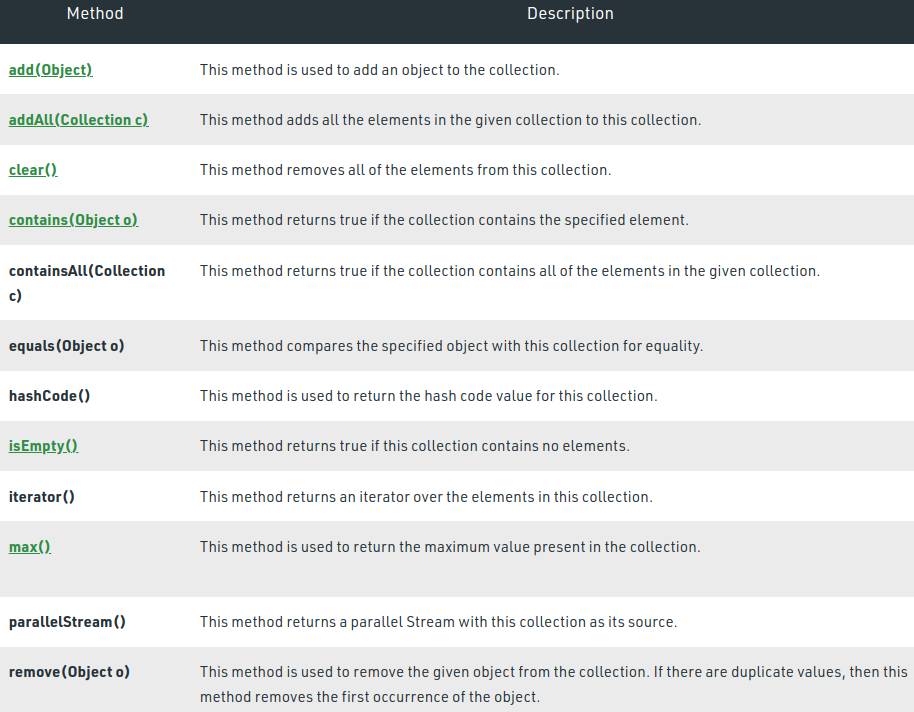 Method Description
add(Object) This method is used to add an object to the collection.
addAll(Collection c) This method adds all the elements in the given collection to this collection.
clear() This method removes all of the elements from this collection.
contains(Object o) This method returns true if the collection contains the specified element.
containsAll(Collection This method returns true if the collection contains all of the elements in the given collection.
c)
equals(Object o) This method compares the specified object with this collection for equality.
hashCode() This method is used to return the hash code value for this collection.
isEmpty() This method returns true if this collection contains no elements.
iterator() This method returns an iterator over the elements in this collection.
max() This method is used to return the maximum value present in the collection.
parallelStream() This method returns a parallel Stream with this collection as its source.
remove(Object o) This method is used to remove the given object from the collection. If there are duplicate values, then this
method removes the first occurrence of the object.